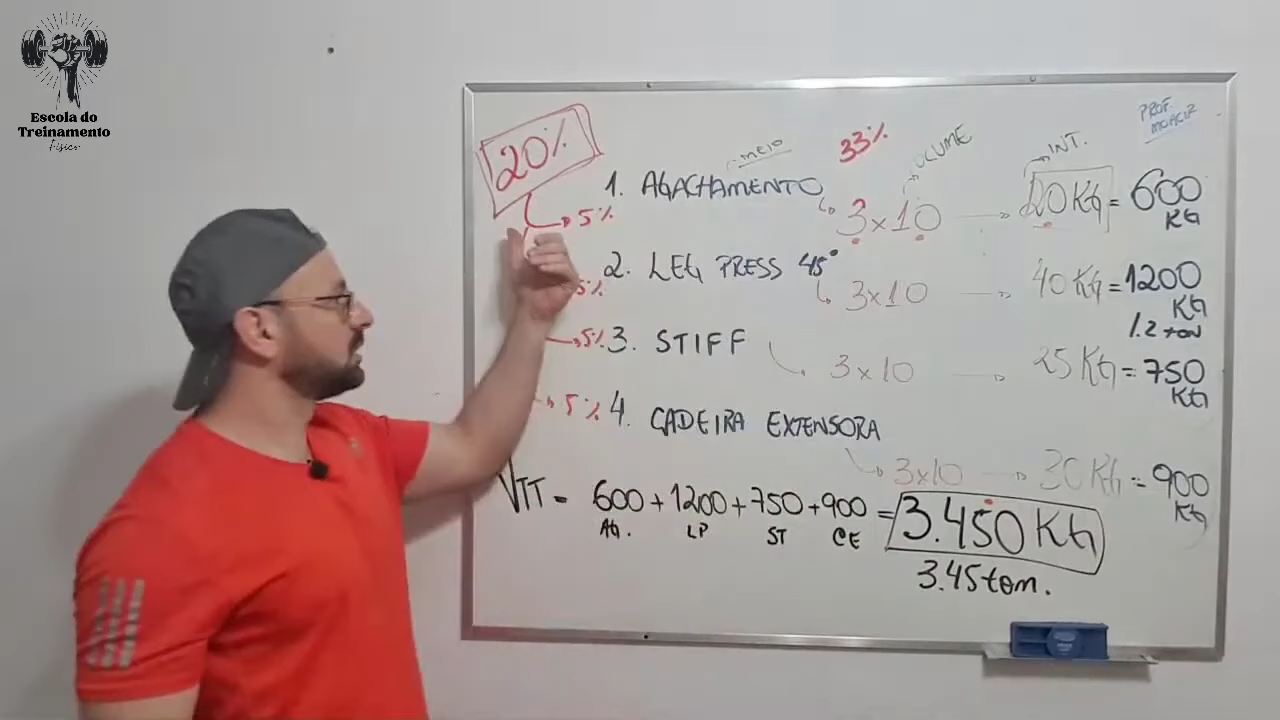 Escola do
Treinamento
Físico
PROF.
MOACIR
20%
33%
MEIO
VOLUME
INT.
1. AGACHAMENTO
3x10
20 KG = 600
KG
5%
2. LEG PRESS 45°
3x10
40 KG = 1200
KG
1.2 TON
5%
3. STIFF
3x10
25 KG = 750
KG
5%
4. CADEIRA EXTENSORA
3x10
30 KG = 900
KG
5%
VTT = 600 + 1200 + 750 + 900 = 3.450 KG
AG. LP ST CE
3.45 tom.